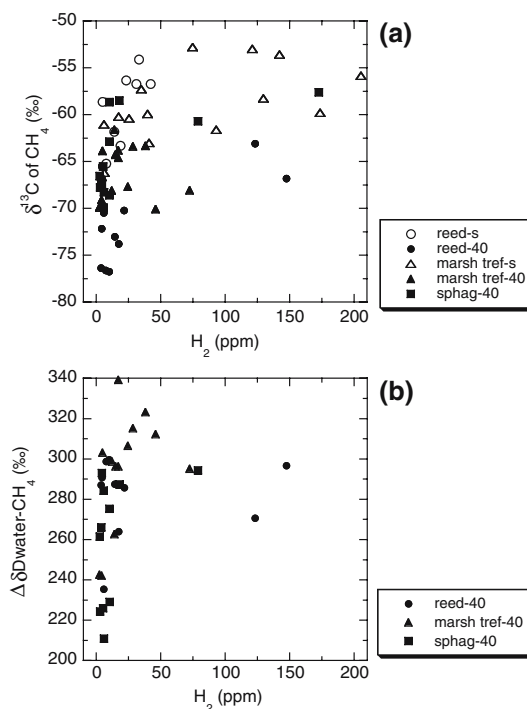 (a)
-50
-55
-60
-65
-70
-75
-80
δ¹³C of CH₄ (‰)
0 50 100 150 200
H₂ (ppm)
reed-s
reed-40
marsh tref-s
marsh tref-40
sphag-40
(b)
340
320
300
280
260
240
220
200
Δ δDwater-CH₄ (‰)
0 50 100 150 200
H₂ (ppm)
reed-40
marsh tref-40
sphag-40